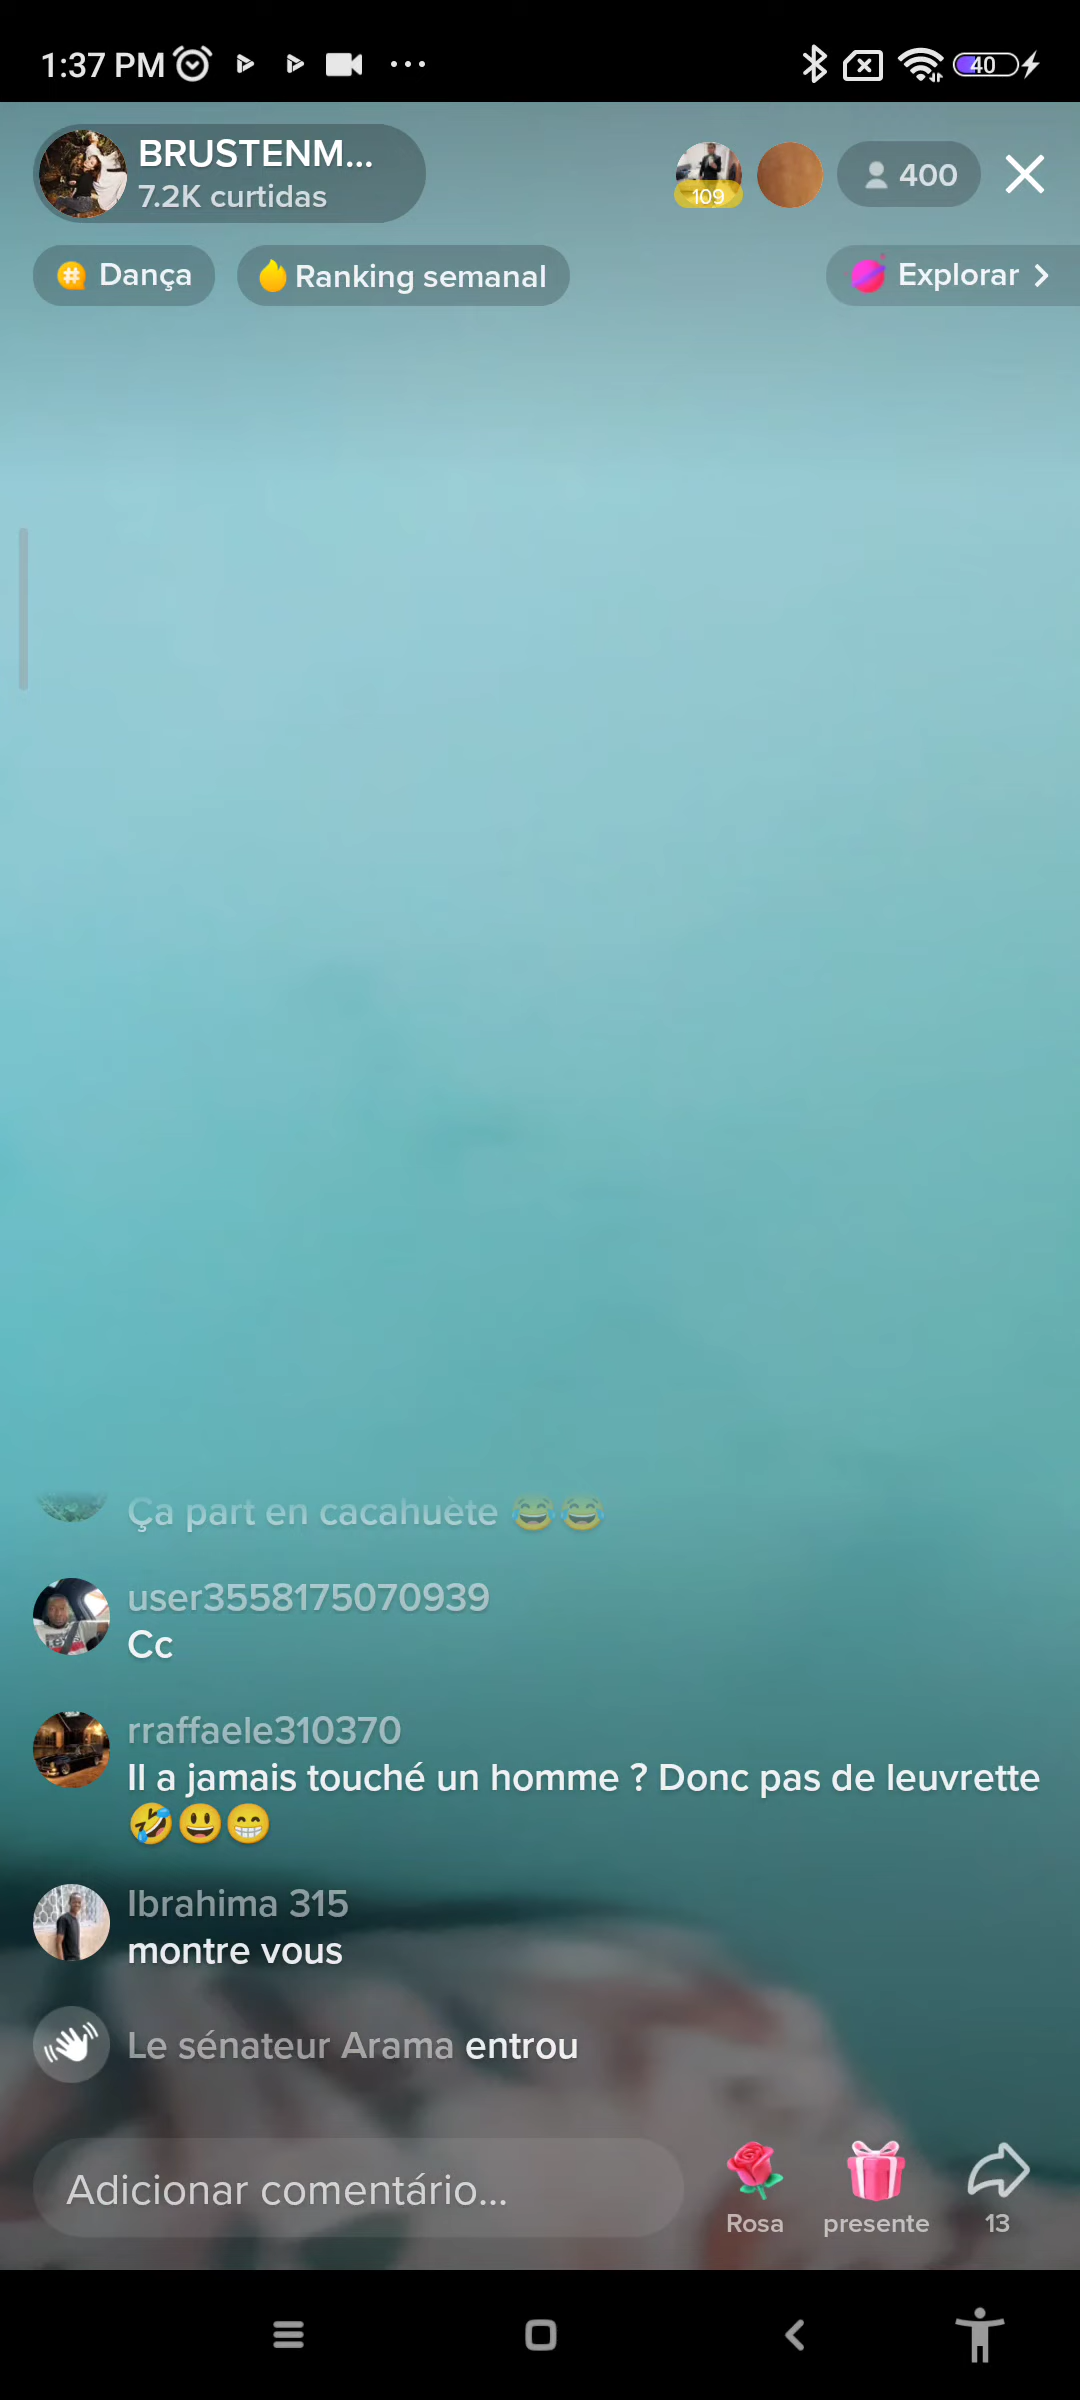 1:37 PM
40
BRUSTENM...
7.2K curtidas
109
400
Dança
Ranking semanal
Explorar
Ça part en cacahuète 😂😂
user3558175070939
Cc
rraffaele310370
Il a jamais touché un homme ? Donc pas de leuvrette
🤣😃😁
Ibrahima 315
montre vous
Le sénateur Arama entrou
Adicionar comentário...
Rosa
presente
13